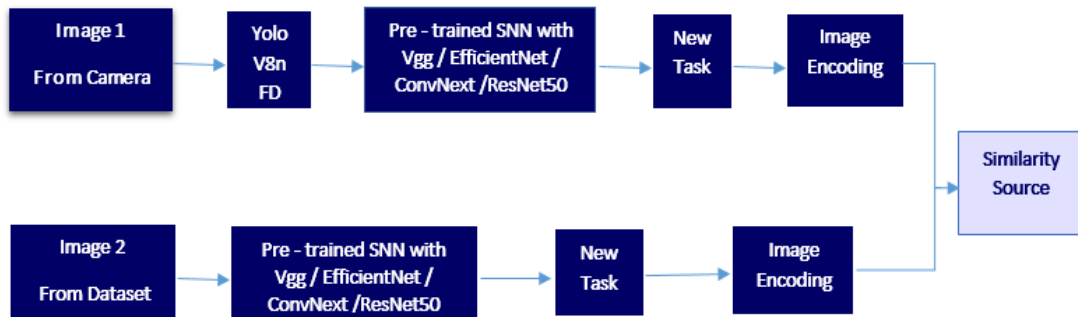 Image 1
From Camera
Yolo
V8n
FD
Pre - trained SNN with
Vgg / EfficientNet /
ConvNext /ResNet50
New
Task
Image
Encoding
Similarity
Source
Image 2
From Dataset
Pre - trained SNN with
Vgg / EfficientNet /
ConvNext /ResNet50
New
Task
Image
Encoding